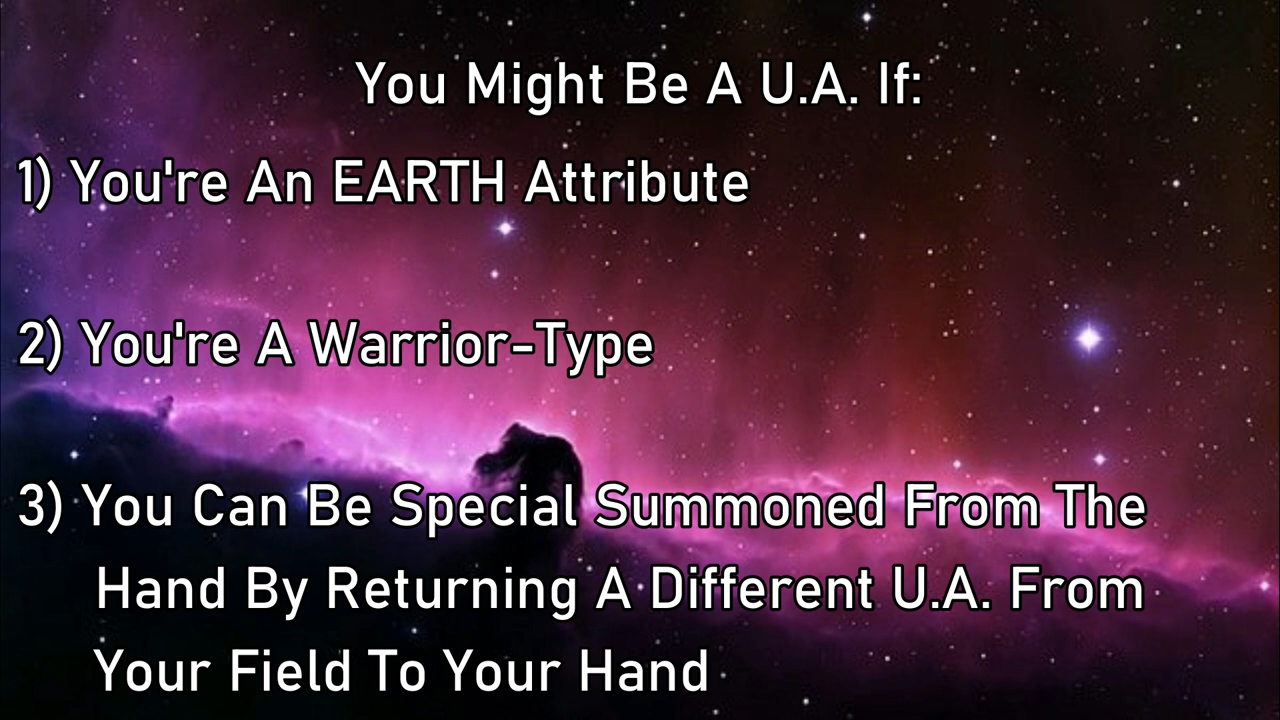 You Might Be A U.A. If:
1) You're An EARTH Attribute
2) You're A Warrior-Type
3) You Can Be Special Summoned From The
Hand By Returning A Different U.A. From
Your Field To Your Hand